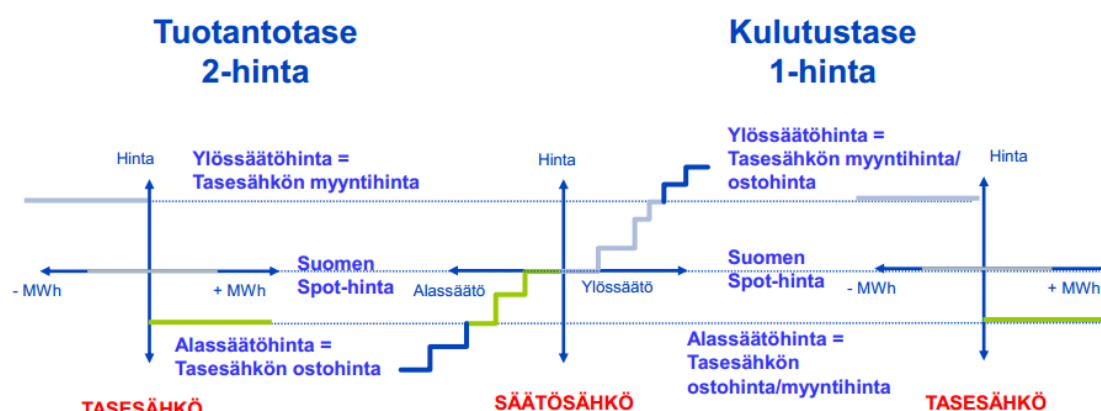 Tuotantotase
2-hinta
Kulutustase
1-hinta
Hinta
Ylössäätöhinta =
Tasesähkön myyntihinta
Hinta
Ylössäätöhinta =
Tasesähkön myyntihinta/
ostohinta
Hinta
- MWh
+ MWh
Suomen
Spot-hinta
Alassäätö
Ylössäätö
Suomen
Spot-hinta
- MWh
+ MWh
Alassäätöhinta =
Tasesähkön ostohinta
Alassäätöhinta =
Tasesähkön
ostohinta/myyntihinta
TASESÄHKÖ
SÄÄTÖSÄHKÖ
TASESÄHKÖ